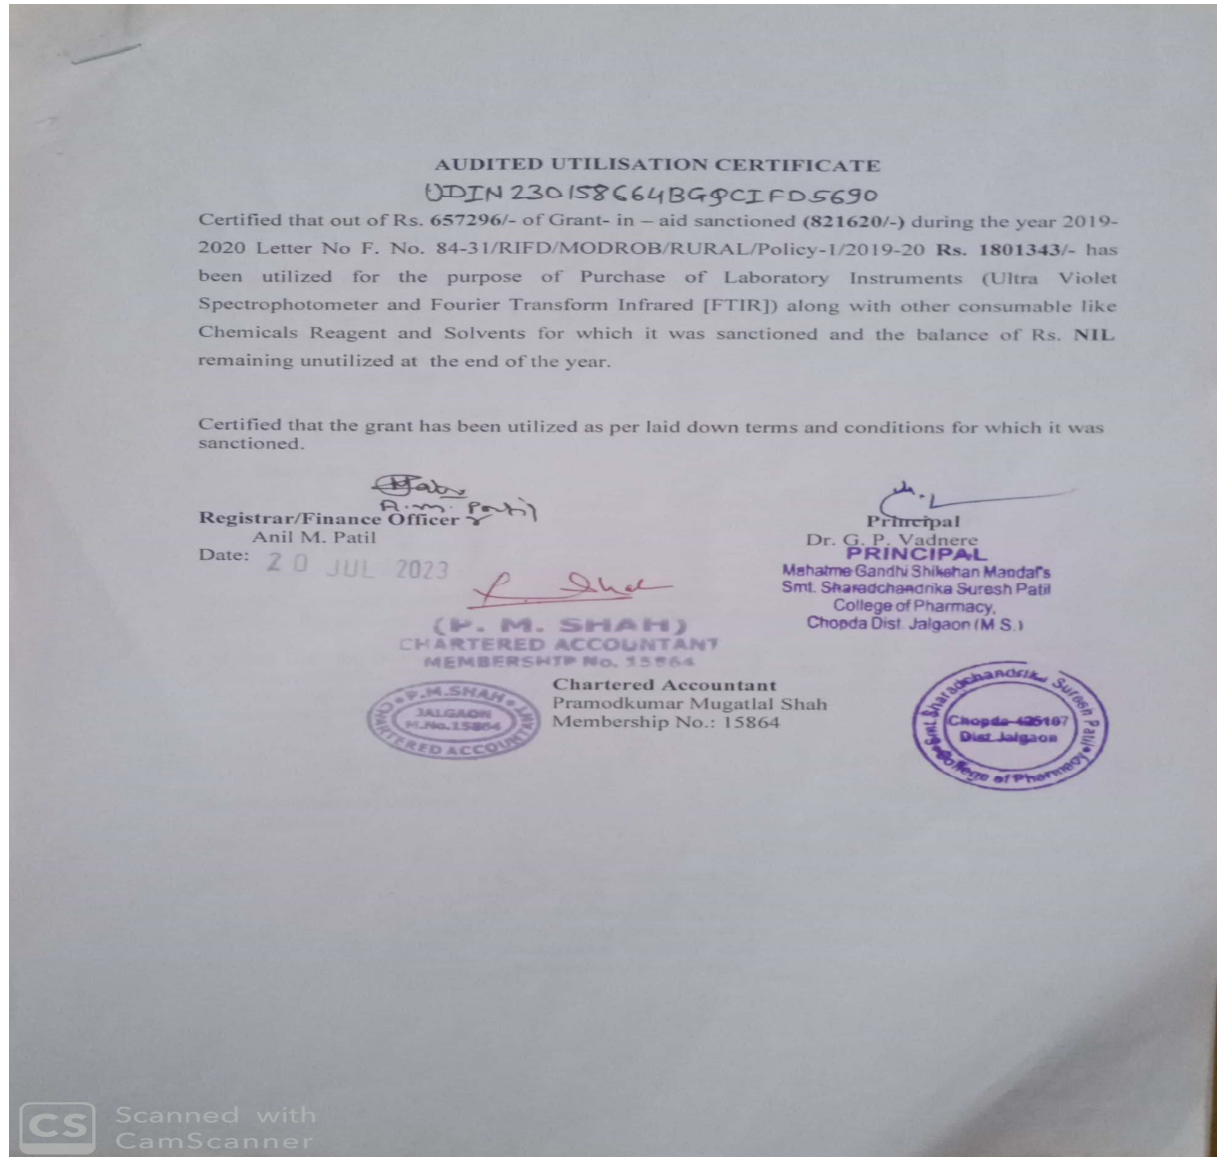 AUDITED UTILISATION CERTIFICATE
UDIN 230158664BGPCIFD5690
Certified that out of Rs. 657296/- of Grant- in – aid sanctioned (821620/-) during the year 2019-
2020 Letter No F. No. 84-31/RIFD/MODROB/RURAL/Policy-1/2019-20 Rs. 1801343/- has
been utilized for the purpose of Purchase of Laboratory Instruments (Ultra Violet
Spectrophotometer and Fourier Transform Infrared [FTIR]) along with other consumable like
Chemicals Reagent and Solvents for which it was sanctioned and the balance of Rs. NIL
remaining unutilized at the end of the year.
Certified that the grant has been utilized as per laid down terms and conditions for which it was
sanctioned.
A.M. Patil
Registrar/Finance Officer
Anil M. Patil
Date: 20 JUL 2023
Principal
Dr. G. P. Vadnere
PRINCIPAL
Mahatme Gandhi Shikshan Mandal's
Smt. Sharadchandrika Suresh Patil
College of Pharmacy,
Chopda Dist. Jalgaon (M S.)
P. Shah
(P. M. SHAH)
CHARTERED ACCOUNTANT
MEMBERSHIP No. 15864
Chartered Accountant
Pramodkumar Mugatlal Shah
Membership No.: 15864
P.M.SHAH
JALGAON
M.No.15864
CHARTERED ACCOUNTANT
Smt Sharadchandrika Suresh Patil
Chopda-425107
Dist Jalgaon
College of Pharmacy
CS Scanned with
CamScanner